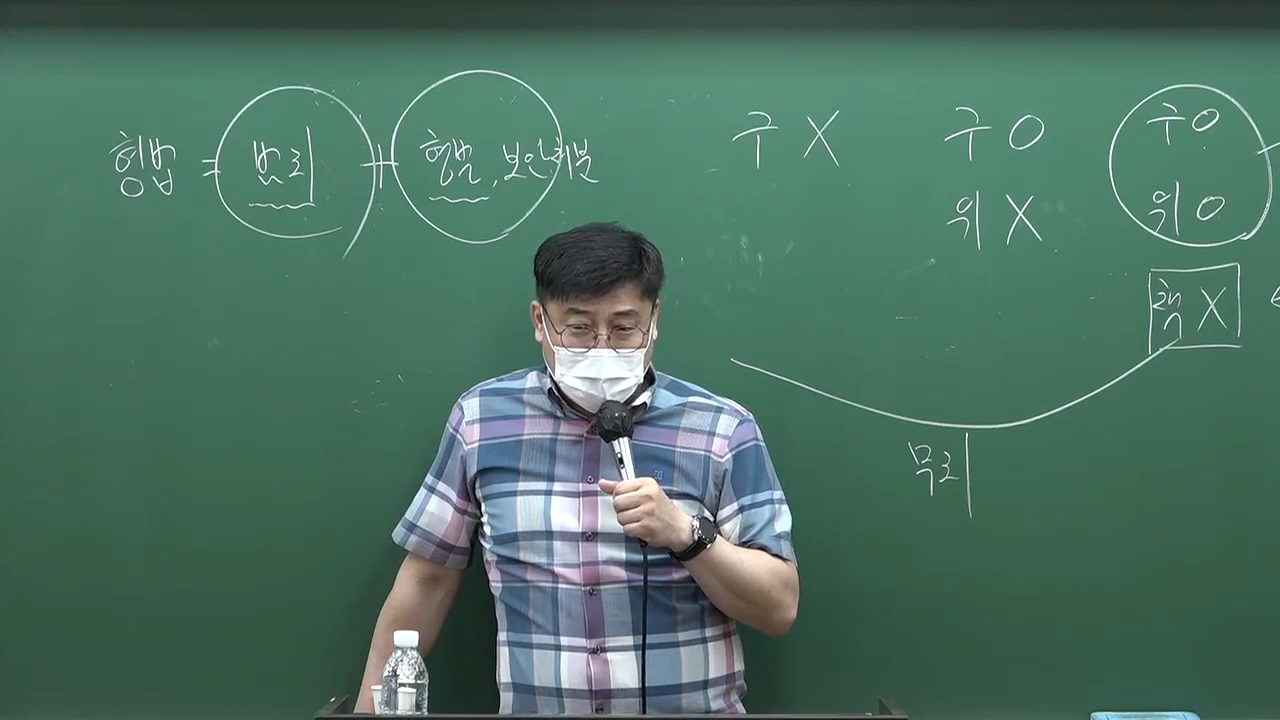 형법 = 범죄 + 형벌, 보안처분
구 X
구 O
위 X
구 O
위 O
책 X
무죄